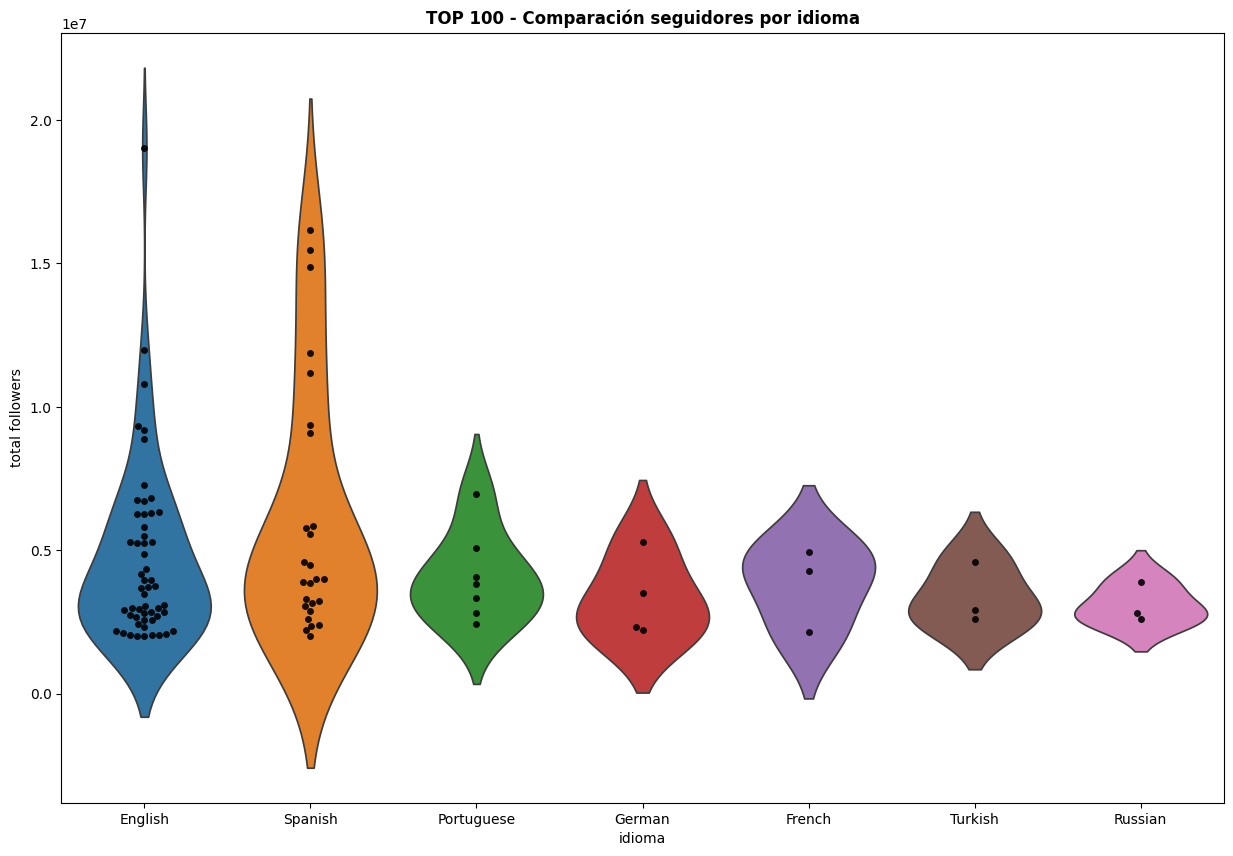 TOP 100 - Comparación seguidores por idioma
1e7
2.0
1.5
1.0
0.5
0.0
total followers
English Spanish Portuguese German French Turkish Russian
idioma